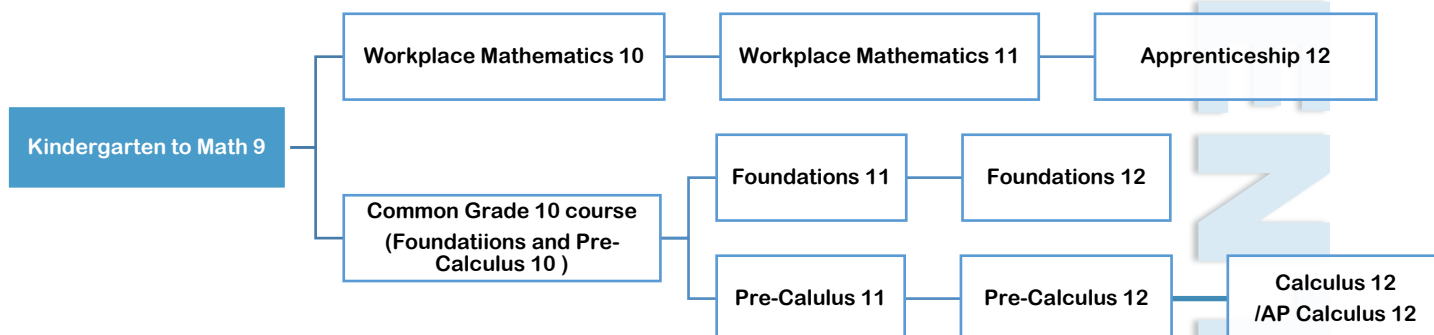 Workplace Mathematics 10
Workplace Mathematics 11
Apprenticeship 12
Kindergarten to Math 9
Foundations 11
Foundations 12
Common Grade 10 course
(Foundatiions and Pre-
Calculus 10 )
Pre-Calulus 11
Pre-Calculus 12
Calculus 12
/AP Calculus 12